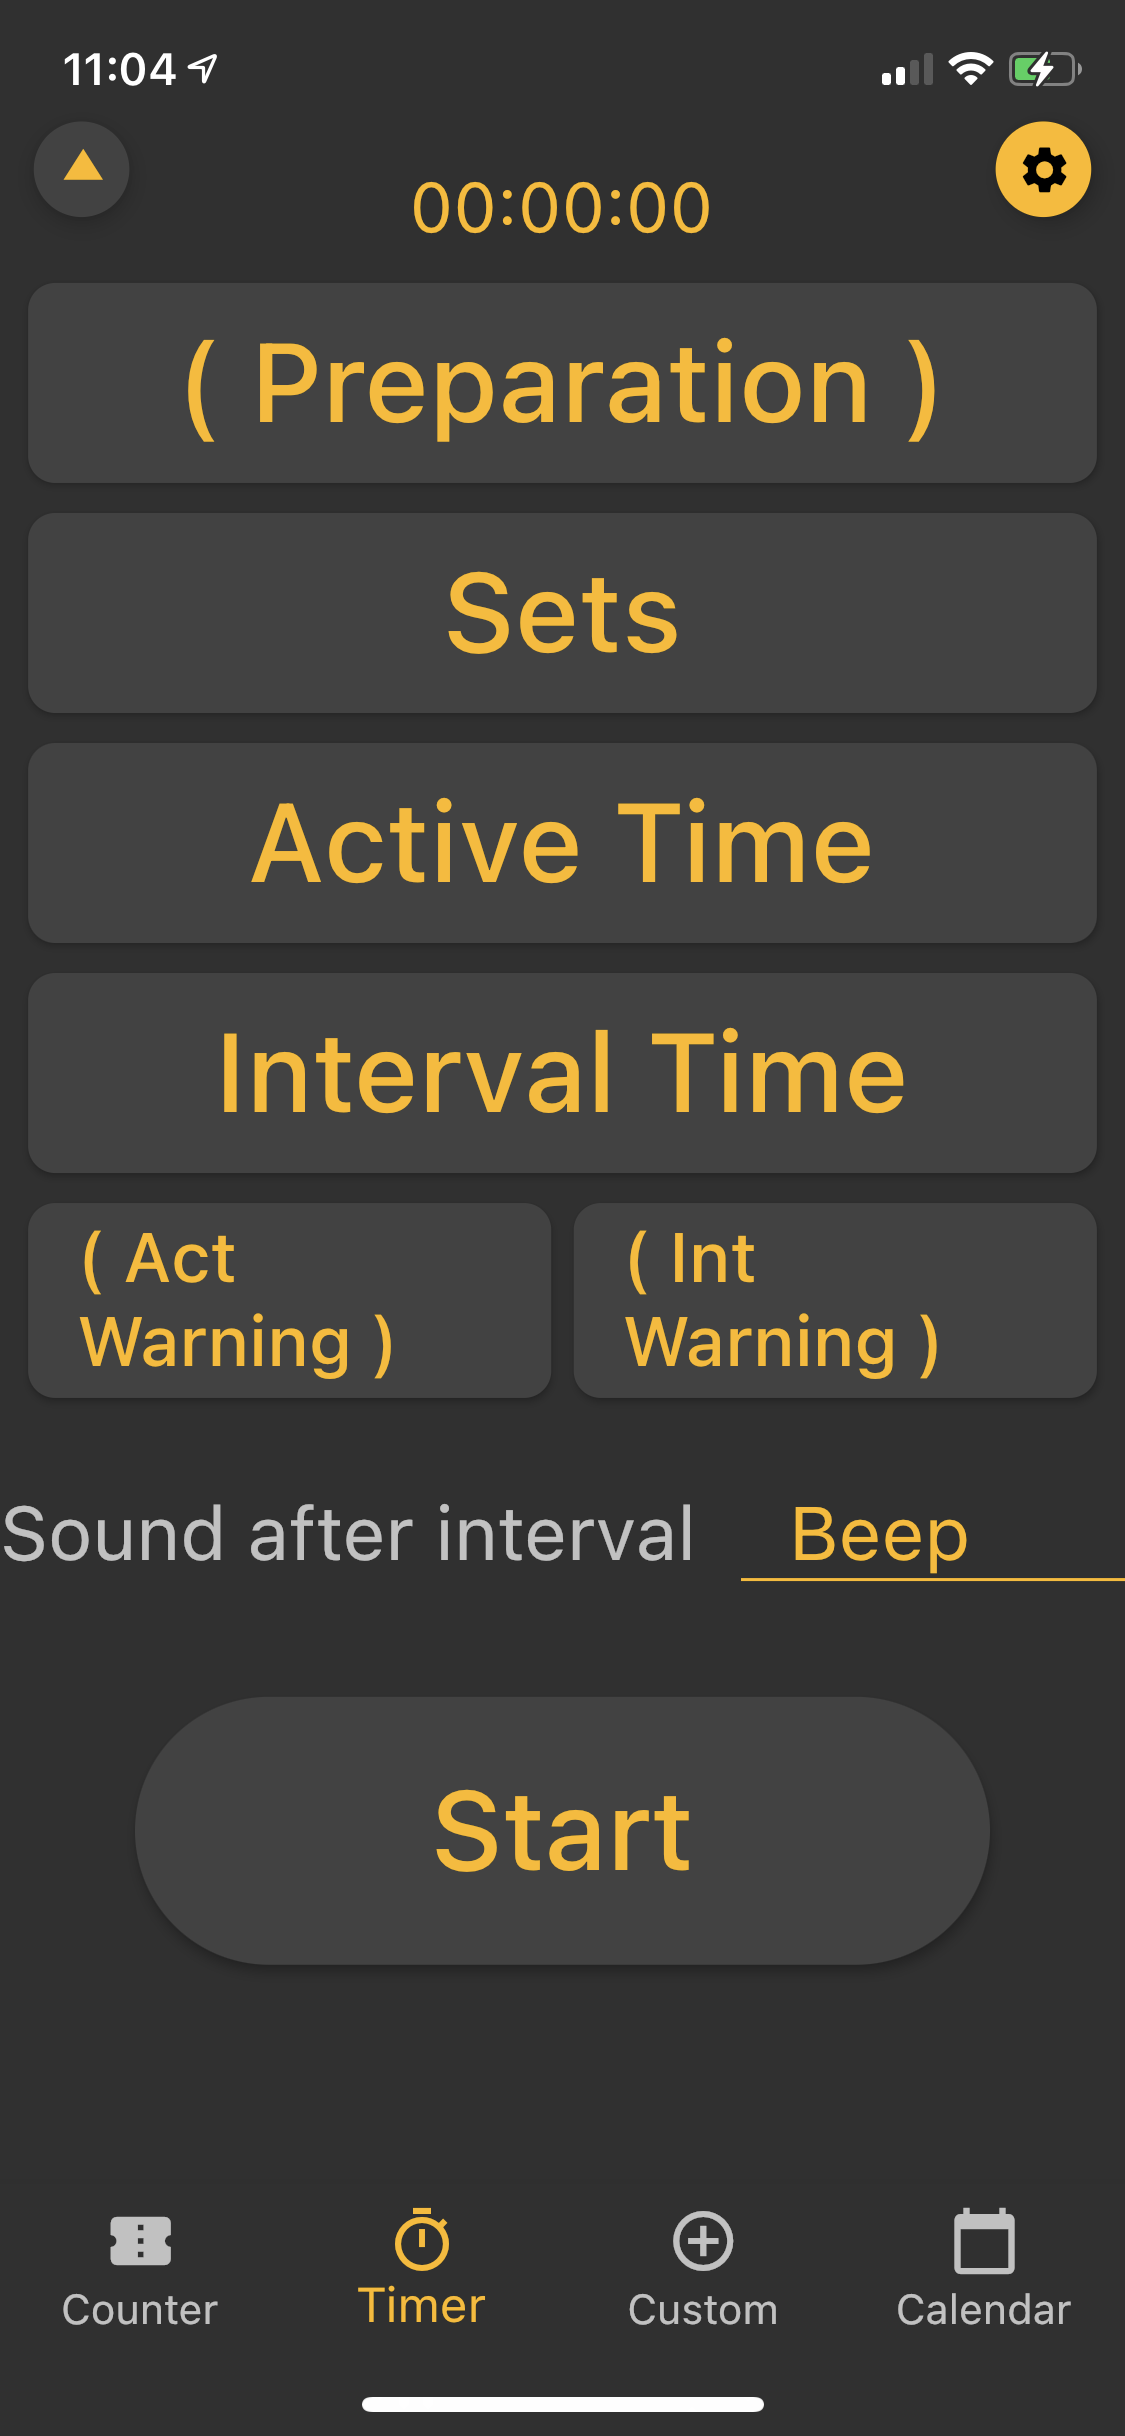 11:04
00:00:00
( Preparation )
Sets
Active Time
Interval Time
( Act
Warning )
( Int
Warning )
Sound after interval Beep
Start
Counter Timer Custom Calendar